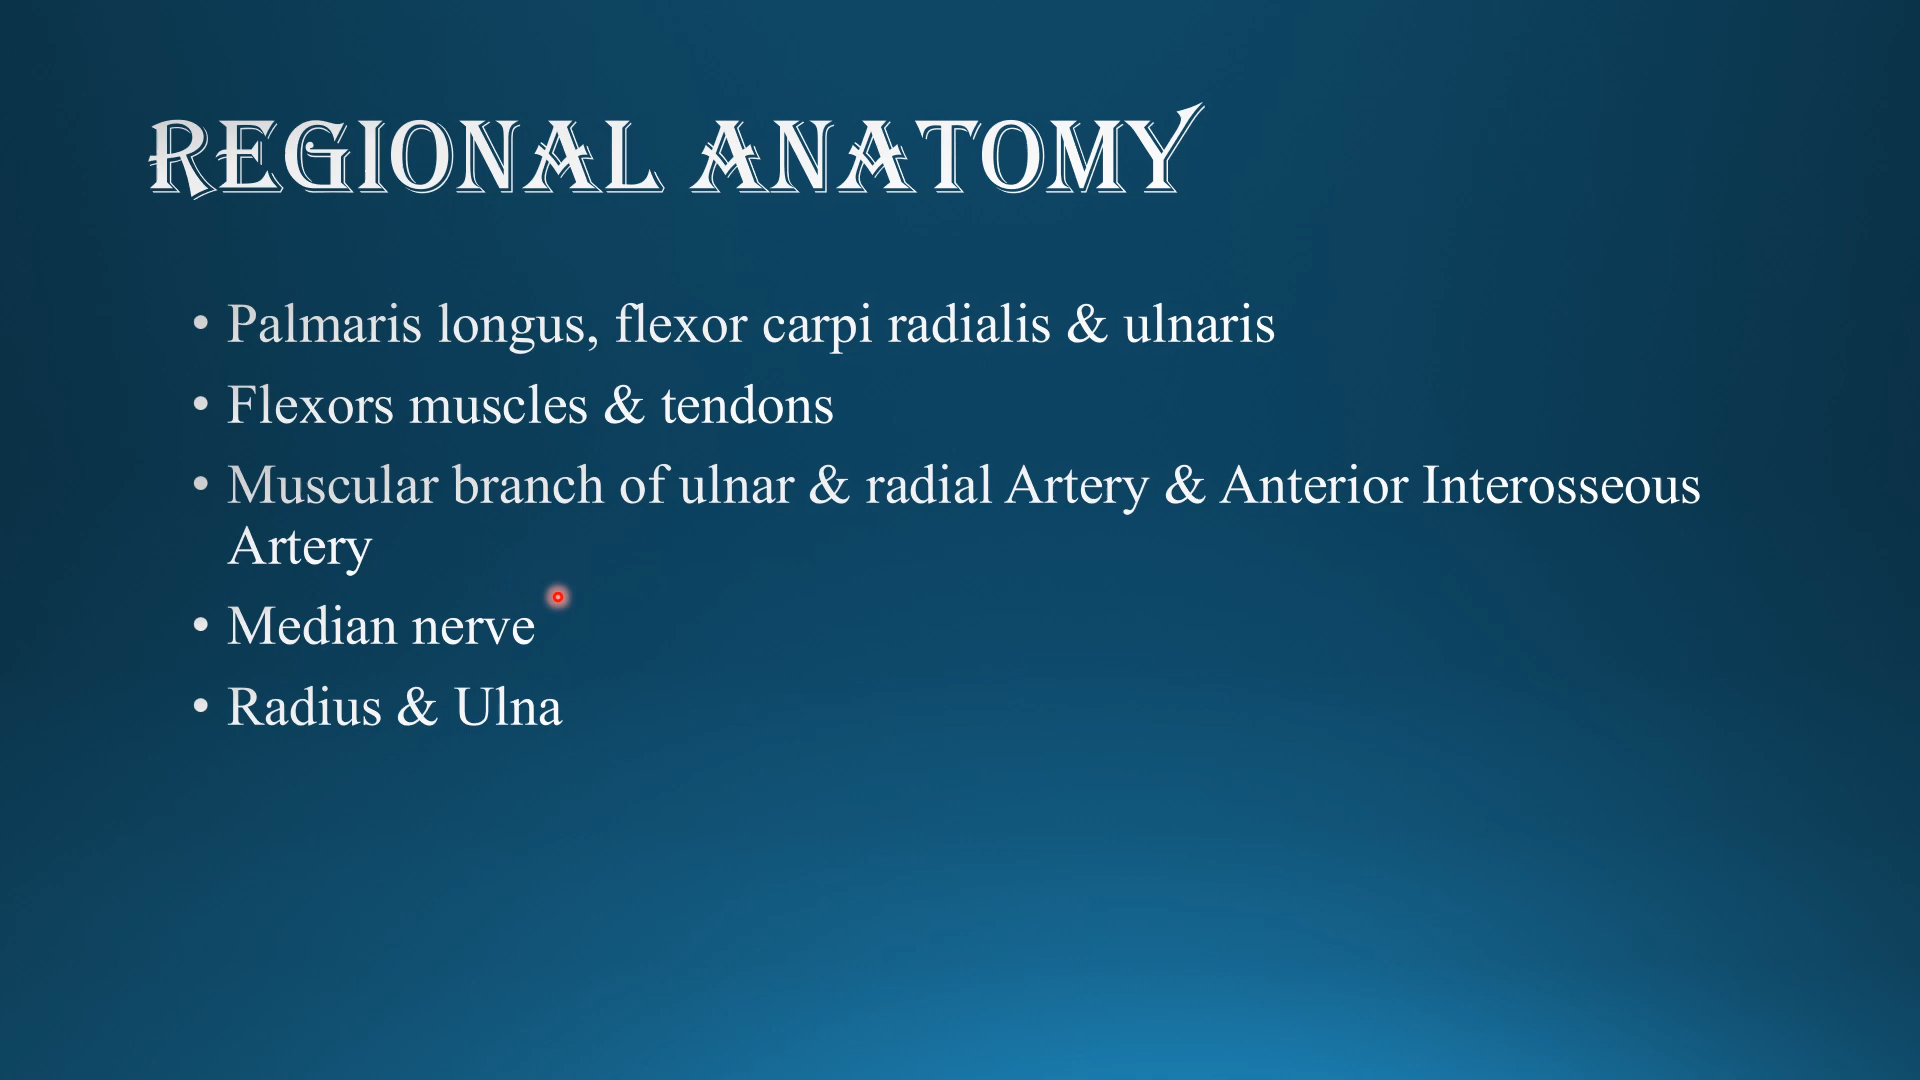 REGIONAL ANATOMY
• Palmaris longus, flexor carpi radialis & ulnaris
• Flexors muscles & tendons
• Muscular branch of ulnar & radial Artery & Anterior Interosseous
Artery
• Median nerve
• Radius & Ulna